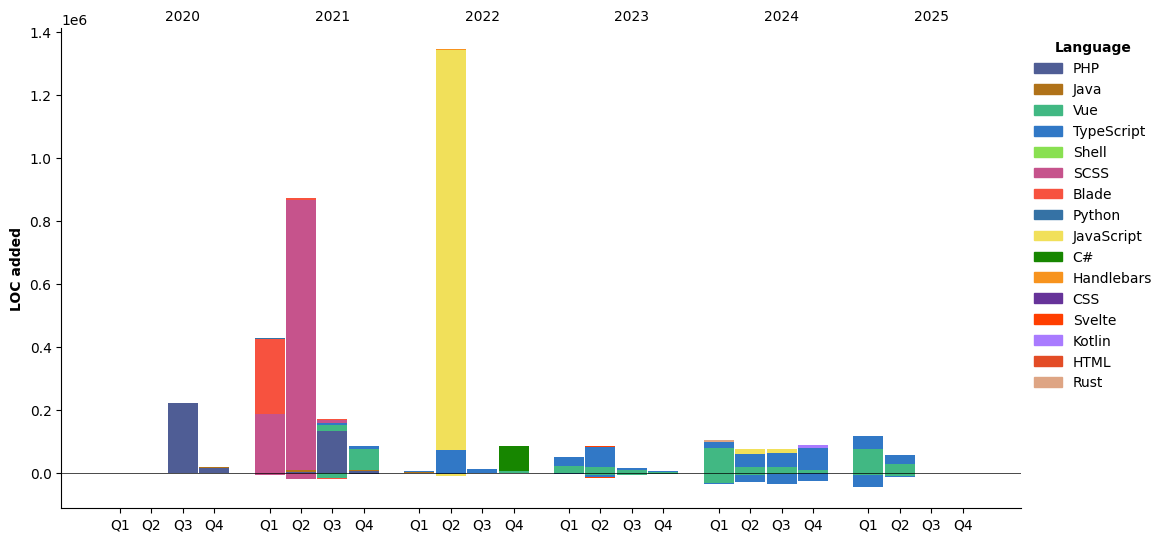 1e6
2020 2021 2022 2023 2024 2025
1.4
1.2
1.0
0.8
0.6
0.4
0.2
0.0
LOC added
Q1 Q2 Q3 Q4 Q1 Q2 Q3 Q4 Q1 Q2 Q3 Q4 Q1 Q2 Q3 Q4 Q1 Q2 Q3 Q4 Q1 Q2 Q3 Q4
Language
PHP
Java
Vue
TypeScript
Shell
SCSS
Blade
Python
JavaScript
C#
Handlebars
CSS
Svelte
Kotlin
HTML
Rust